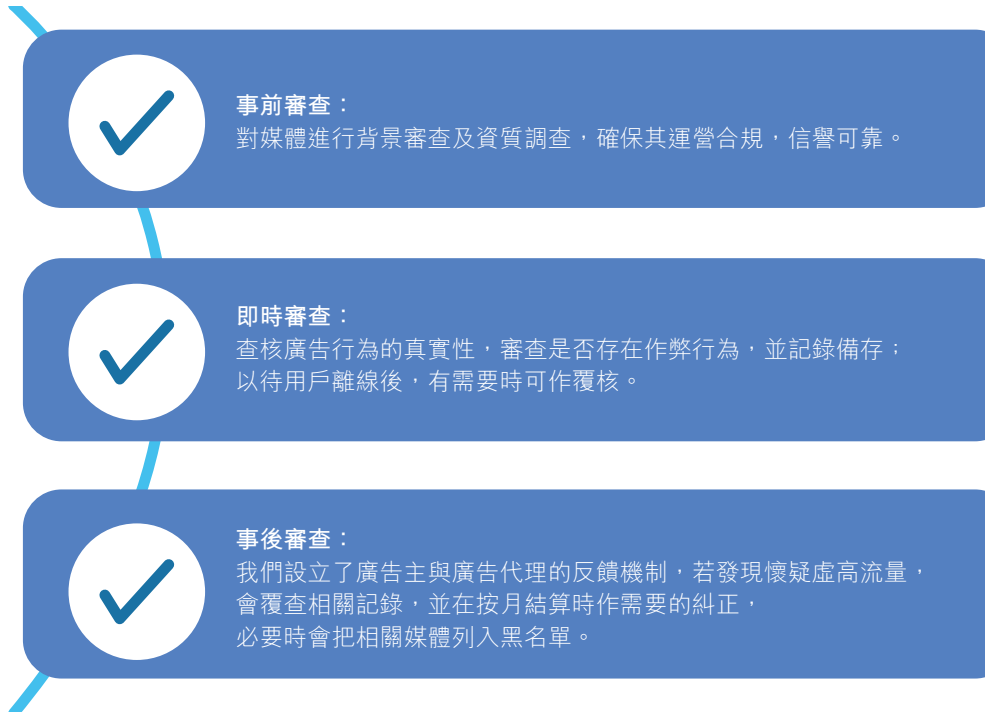 事前審查：
對媒體進行背景審查及資質調查，確保其運營合規，信譽可靠。
即時審查：
查核廣告行為的真實性，審查是否存在作弊行為，並記錄備存；
以待用戶離線後，有需要時可作覆核。
事後審查：
我們設立了廣告主與廣告代理的反饋機制，若發現懷疑虛高流量，
會覆查相關記錄，並在按月結算時作需要的糾正，
必要時會把相關媒體列入黑名單。